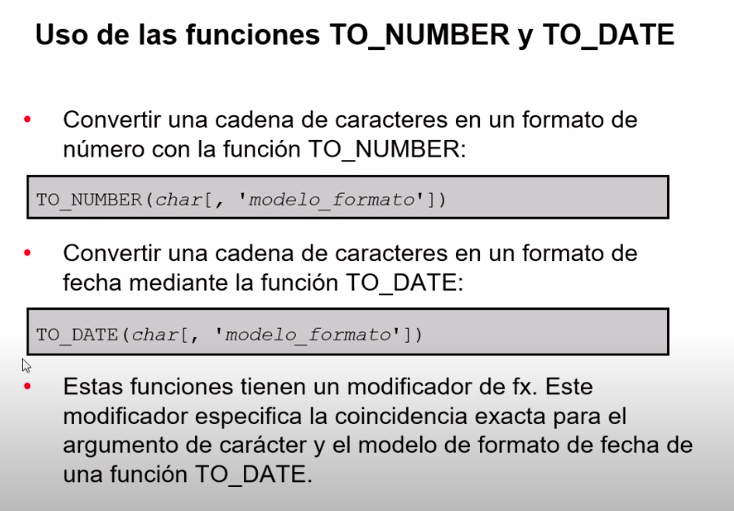 Uso de las funciones TO_NUMBER y TO_DATE
• Convertir una cadena de caracteres en un formato de
número con la función TO_NUMBER:
TO_NUMBER(char[, 'modelo_formato'])
• Convertir una cadena de caracteres en un formato de
fecha mediante la función TO_DATE:
TO_DATE(char[, 'modelo_formato'])
• Estas funciones tienen un modificador de fx. Este
modificador especifica la coincidencia exacta para el
argumento de carácter y el modelo de formato de fecha de
una función TO_DATE.